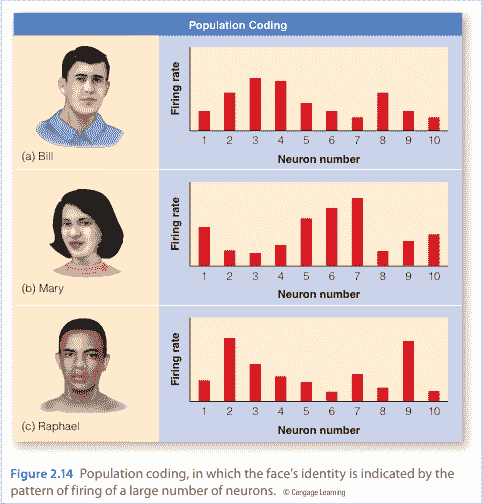 Population Coding
Firing rate
1 2 3 4 5 6 7 8 9 10
Neuron number
(a) Bill
Firing rate
1 2 3 4 5 6 7 8 9 10
Neuron number
(b) Mary
Firing rate
1 2 3 4 5 6 7 8 9 10
Neuron number
(c) Raphael
Figure 2.14 Population coding, in which the face's identity is indicated by the
pattern of firing of a large number of neurons. © Cengage Learning